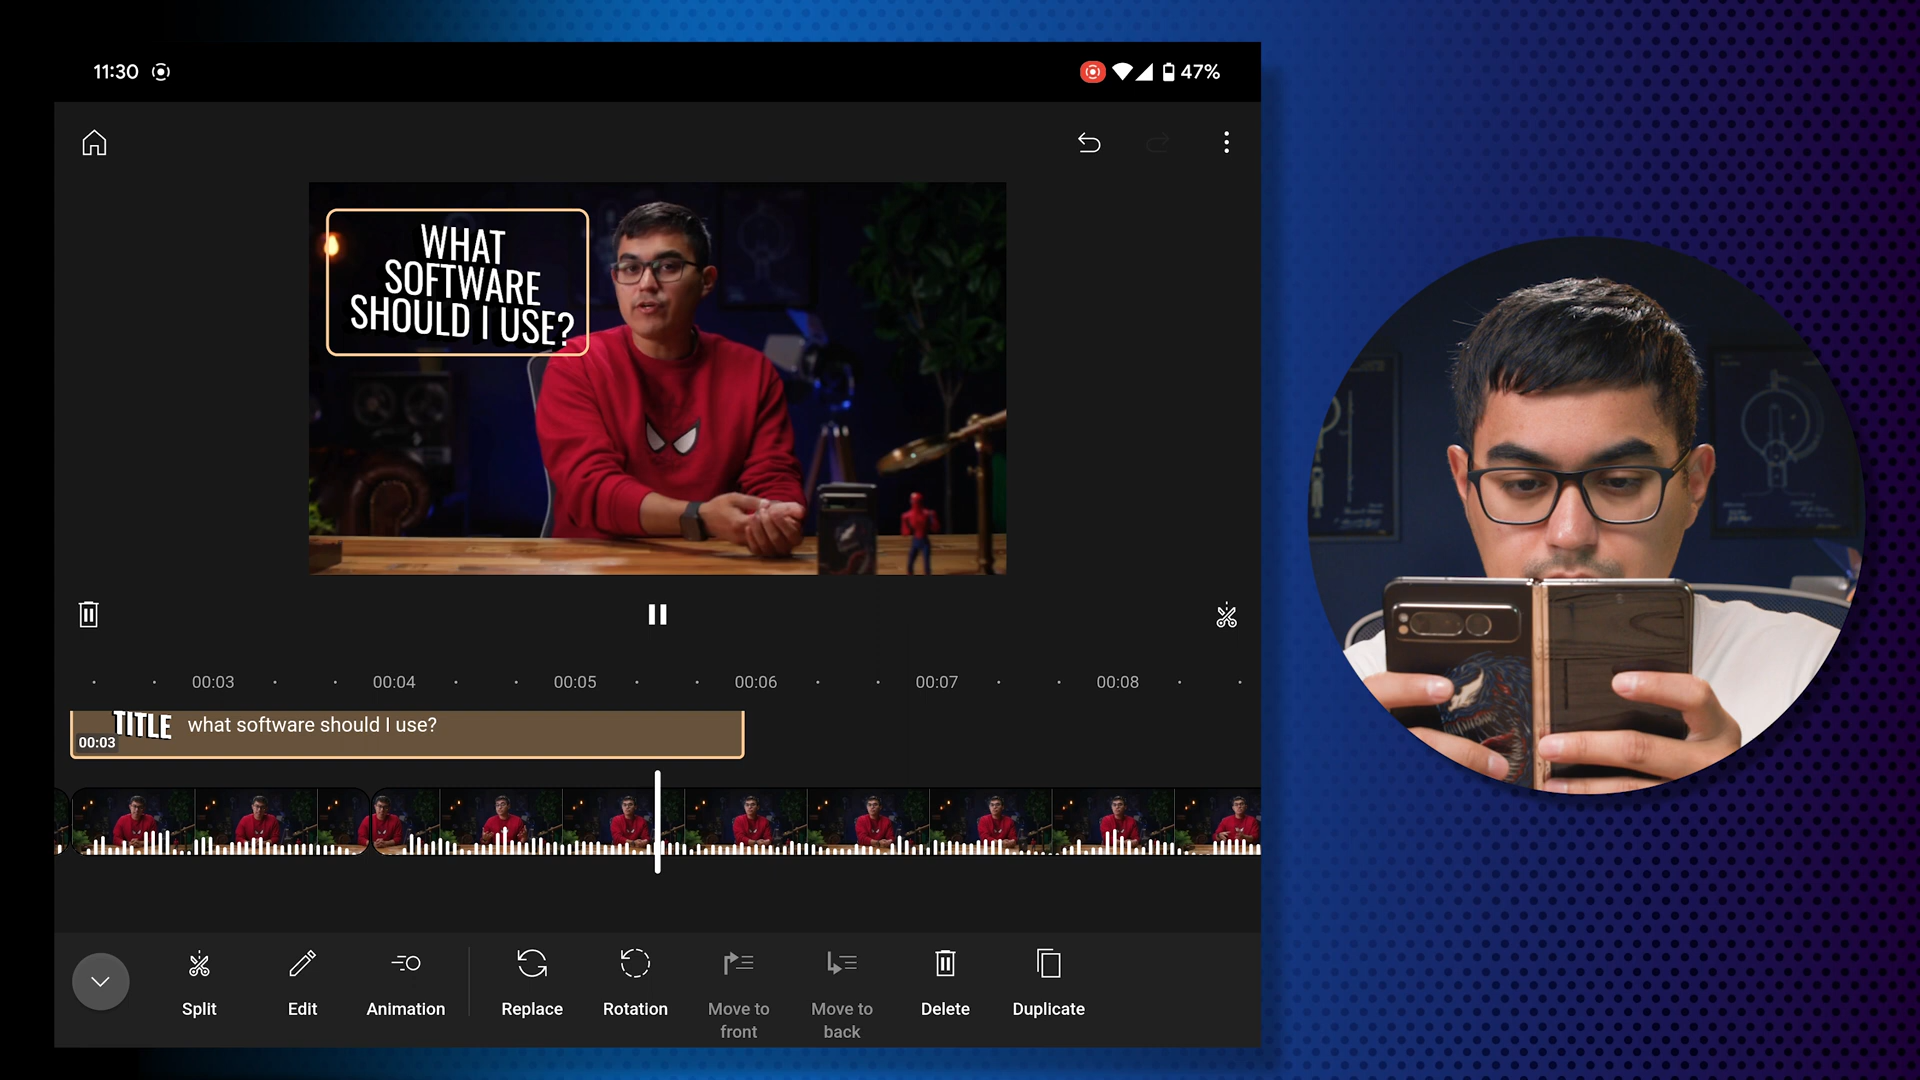 11:30
47%
WHAT
SOFTWARE
SHOULD I USE?
00:03
00:04
00:05
00:06
00:07
00:08
TITLE
what software should I use?
00:03
Split
Edit
Animation
Replace
Rotation
Move to
front
Move to
back
Delete
Duplicate